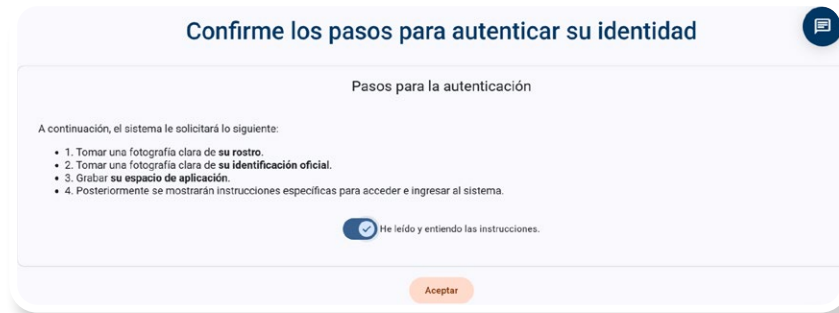 Confirme los pasos para autenticar su identidad
Pasos para la autenticación
A continuación, el sistema le solicitará lo siguiente:
• 1. Tomar una fotografía clara de su rostro.
• 2. Tomar una fotografía clara de su identificación oficial.
• 3. Grabar su espacio de aplicación.
• 4. Posteriormente se mostrarán instrucciones específicas para acceder e ingresar al sistema.
He leído y entiendo las instrucciones.
Aceptar